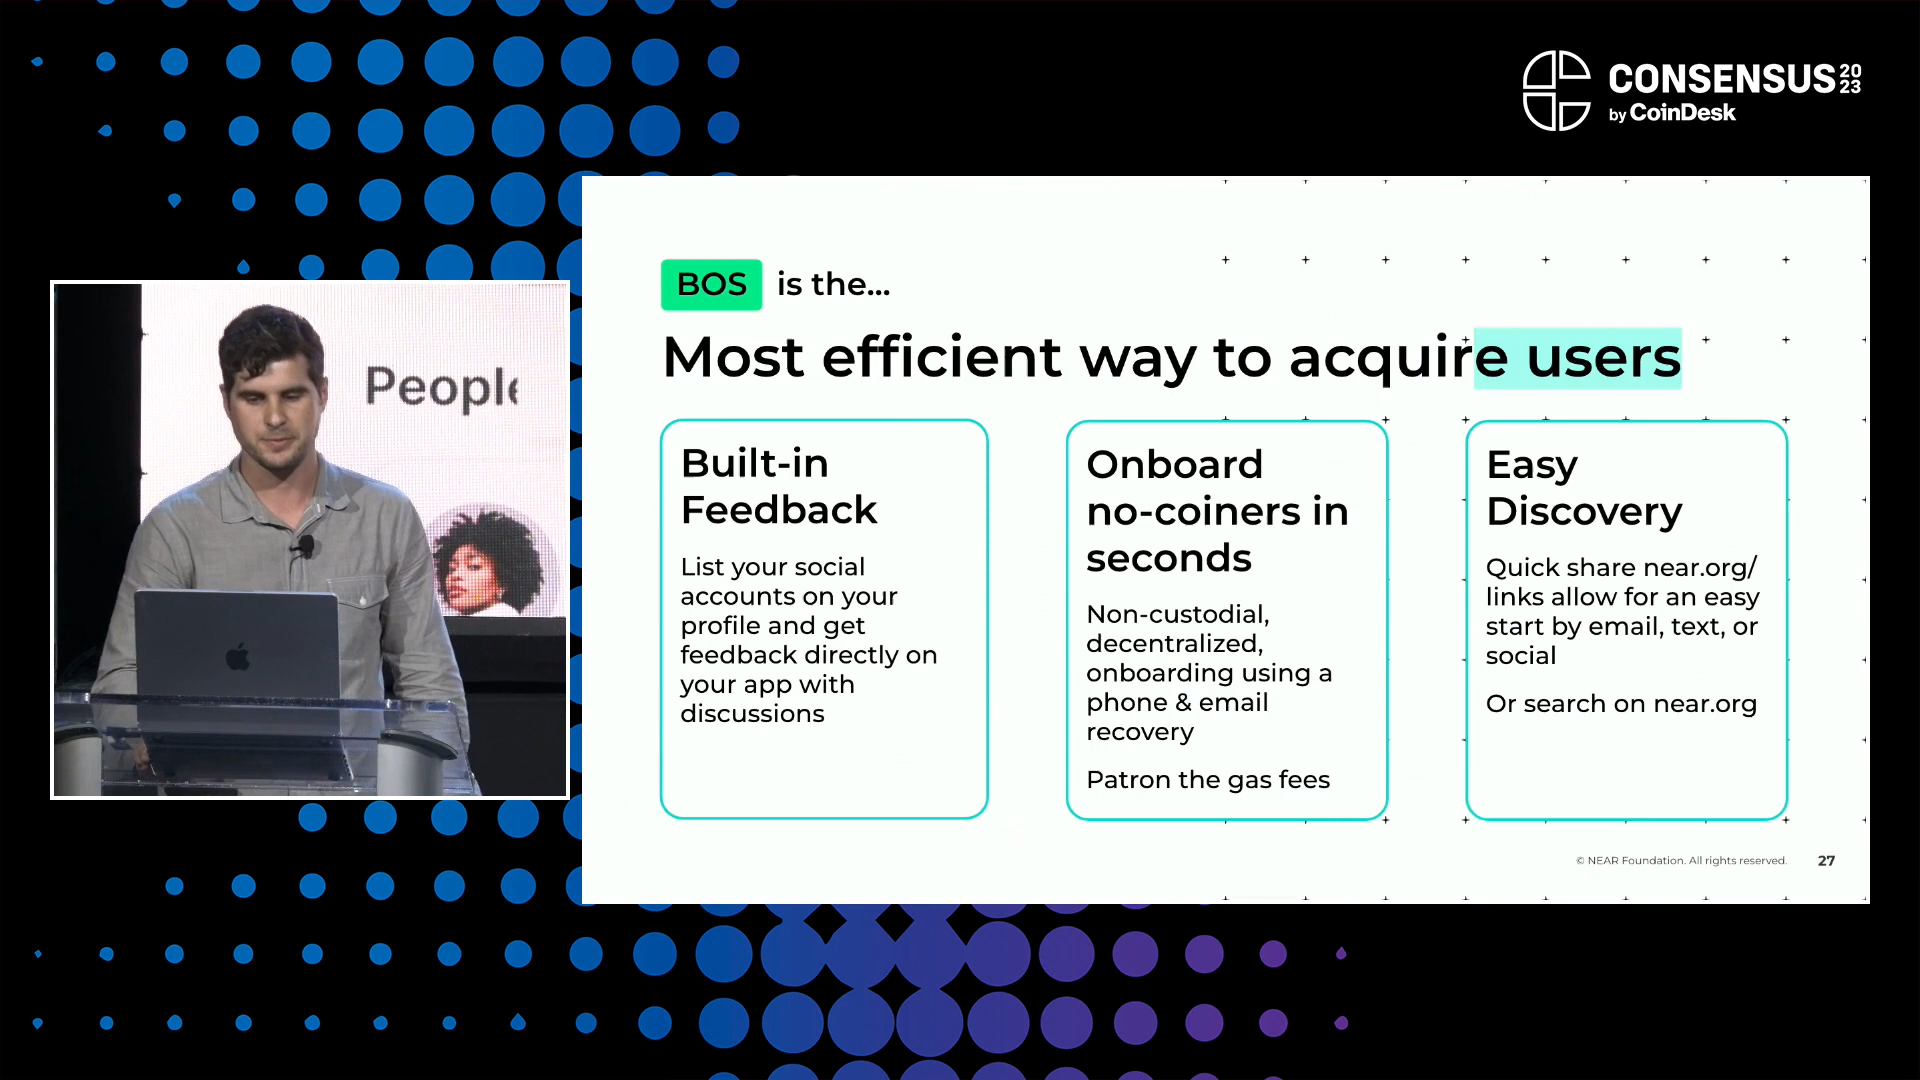 CONSENSUS 20
23
by CoinDesk
BOS is the...
Most efficient way to acquire users
People
Built-in
Feedback
List your social
accounts on your
profile and get
feedback directly on
your app with
discussions
Onboard
no-coiners in
seconds
Non-custodial,
decentralized,
onboarding using a
phone & email
recovery
Patron the gas fees
Easy
Discovery
Quick share near.org/
links allow for an easy
start by email, text, or
social
Or search on near.org
© NEAR Foundation. All rights reserved. 27